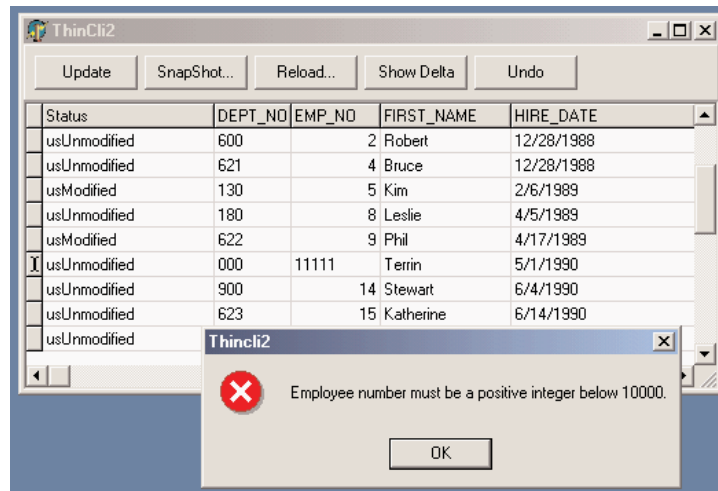 ThinCli2
Update SnapShot... Reload... Show Delta Undo
Status DEPT_NO EMP_NO FIRST_NAME HIRE_DATE
usUnmodified 600 2 Robert 12/28/1988
usUnmodified 621 4 Bruce 12/28/1988
usModified 130 5 Kim 2/6/1989
usUnmodified 180 8 Leslie 4/5/1989
usModified 622 9 Phil 4/17/1989
usUnmodified 000 11111 Terrin 5/1/1990
usUnmodified 900 14 Stewart 6/4/1990
usUnmodified 623 15 Katherine 6/14/1990
usUnmodified
Thincli2
Employee number must be a positive integer below 10000.
OK